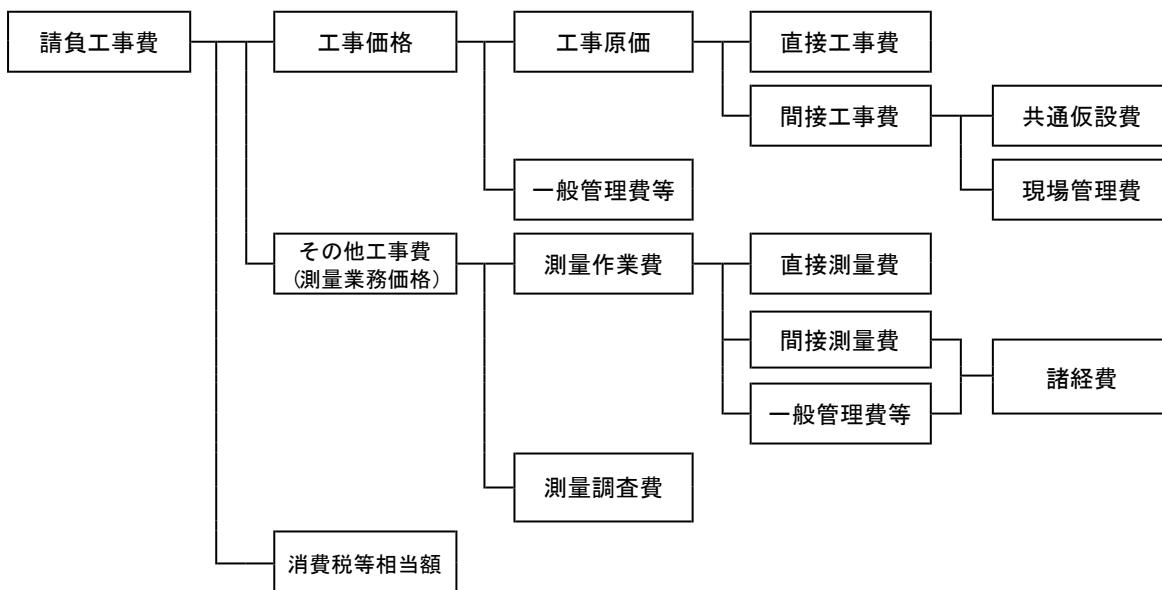 請負工事費
工事価格
工事原価
直接工事費
間接工事費
共通仮設費
現場管理費
一般管理費等
その他工事費
(測量業務価格)
測量作業費
直接測量費
間接測量費
諸経費
一般管理費等
測量調査費
消費税等相当額